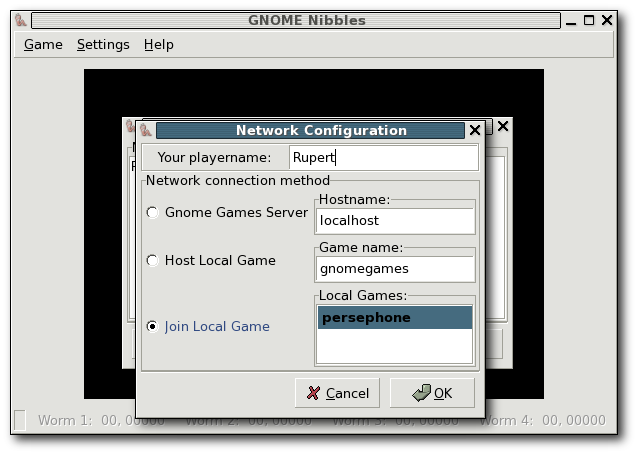 GNOME Nibbles
Game Settings Help
Network Configuration
Your playername: Rupert
Network connection method
Gnome Games Server
Hostname:
localhost
Host Local Game
Game name:
gnomegames
Join Local Game
Local Games:
persephone
Cancel OK
Worm 1: 00, 00000 Worm 2: 00, 00000 Worm 3: 00, 00000 Worm 4: 00, 00000